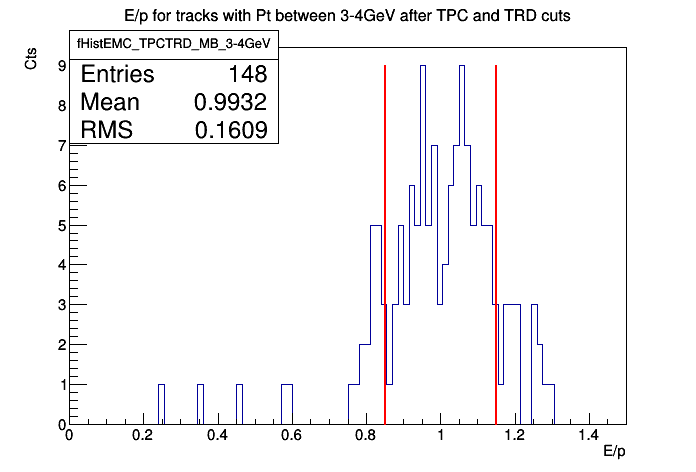 E/p for tracks with Pt between 3-4GeV after TPC and TRD cuts
fHistEMC_TPCTRD_MB_3-4GeV
Entries 148
Mean 0.9932
RMS 0.1609
Cts
9
8
7
6
5
4
3
2
1
0
0 0.2 0.4 0.6 0.8 1 1.2 1.4
E/p